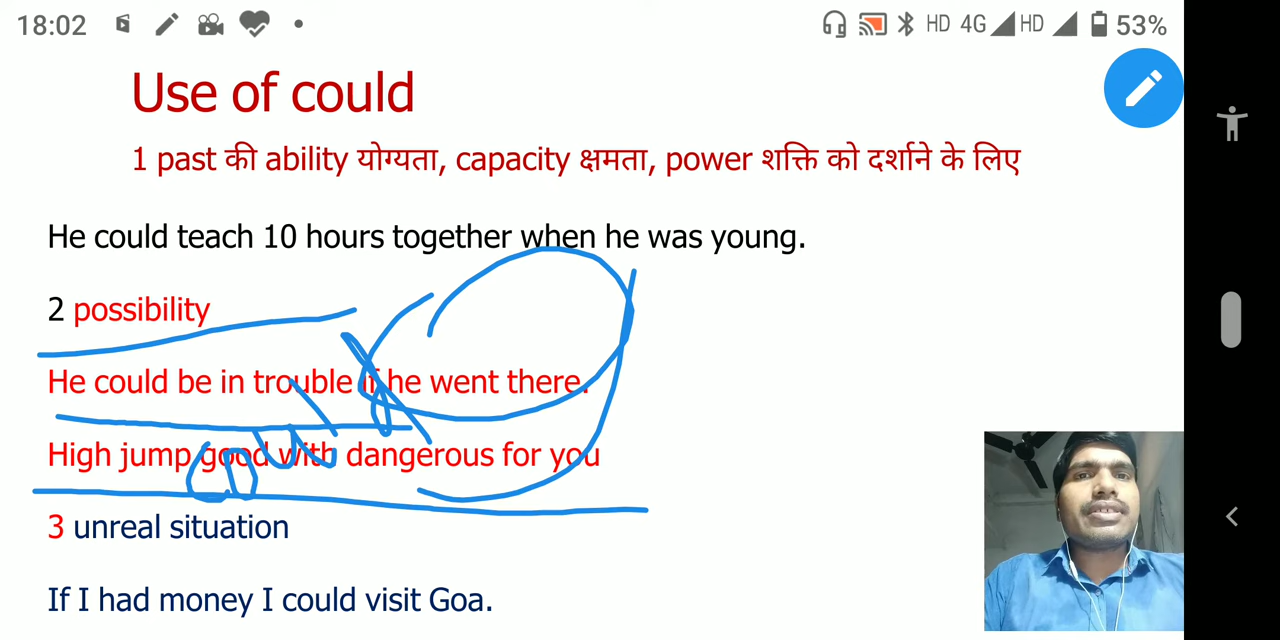 18:02 HD 4G HD 53%
Use of could
1 past की ability योग्यता, capacity क्षमता, power शक्ति को दर्शाने के लिए
He could teach 10 hours together when he was young.
2 possibility
He could be in trouble if he went there.
High jump good with dangerous for you
could
3 unreal situation
If I had money I could visit Goa.